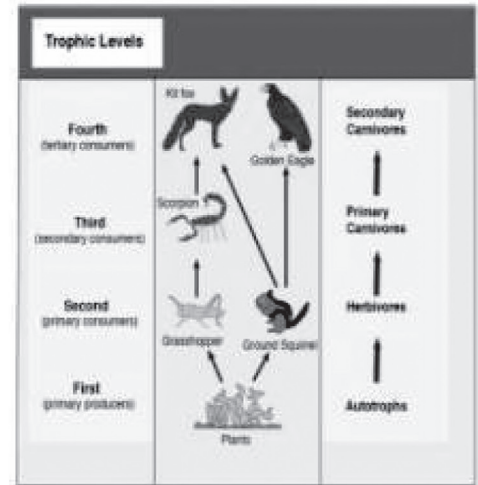 Trophic Levels
Kit fox
Fourth
(tertiary consumers)
Golden Eagle
Secondary
Carnivores
Scorpion
Third
(secondary consumers)
Primary
Carnivores
Second
(primary consumers)
Grasshopper
Ground Squirrel
Herbivores
First
(primary producers)
Plants
Autotrophs